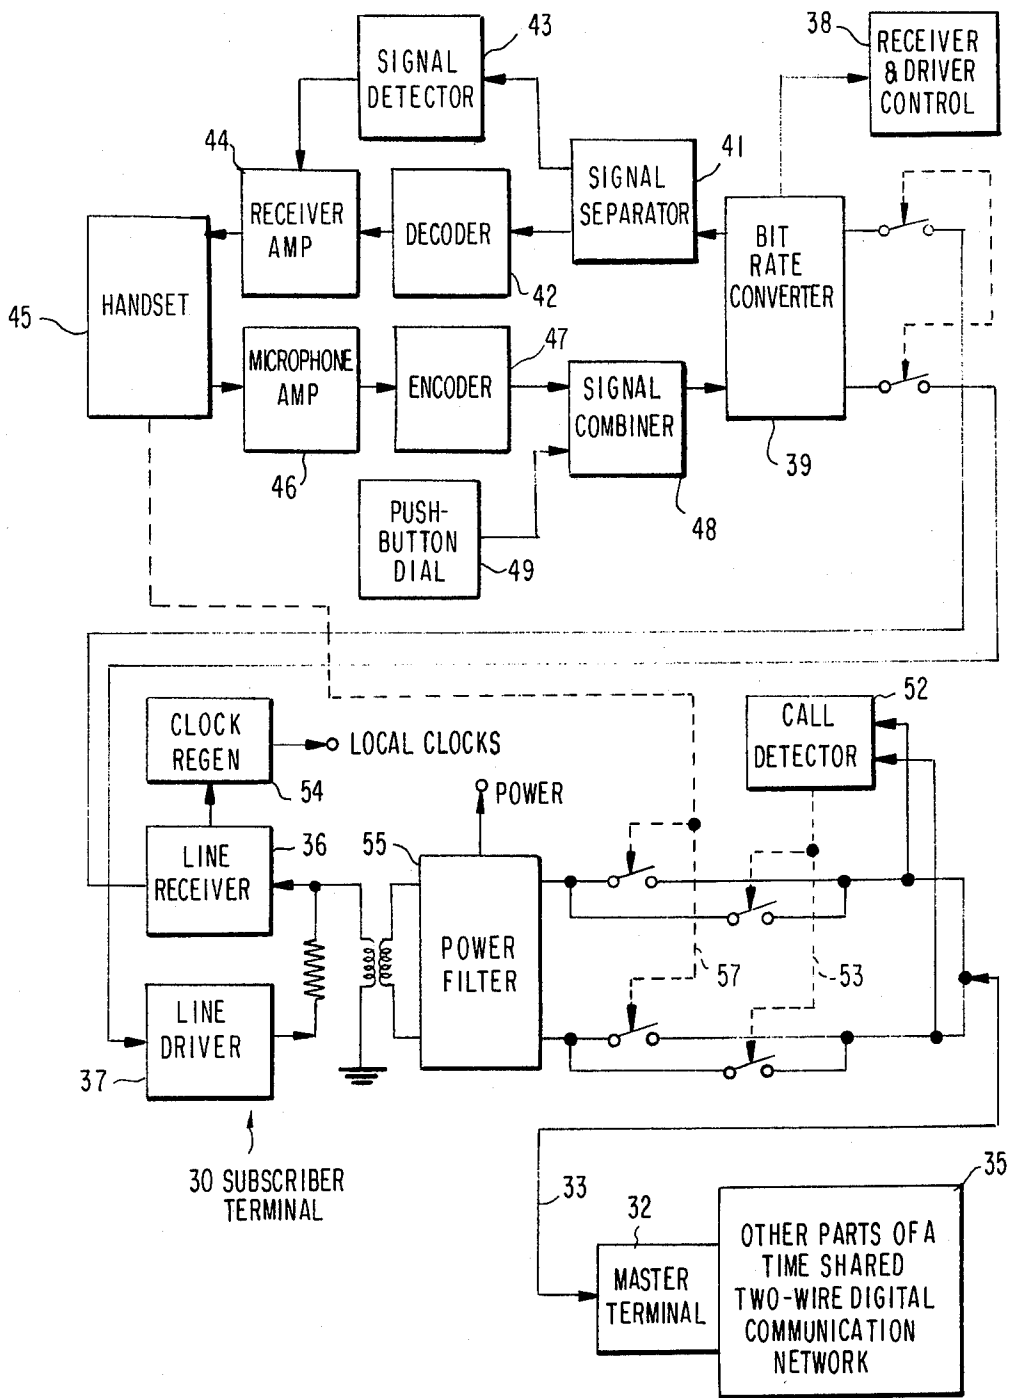 43
SIGNAL
DETECTOR
38
RECEIVER
& DRIVER
CONTROL
44
RECEIVER
AMP
DECODER
42
SIGNAL
SEPARATOR
41
BIT
RATE
CONVERTER
39
HANDSET
45
MICROPHONE
AMP
46
ENCODER
47
SIGNAL
COMBINER
48
PUSH-
BUTTON
DIAL
49
CLOCK
REGEN
54
LOCAL CLOCKS
POWER
CALL
DETECTOR
52
LINE
RECEIVER
36
55
POWER
FILTER
57
53
LINE
DRIVER
37
30 SUBSCRIBER
TERMINAL
33
32
MASTER
TERMINAL
35
OTHER PARTS OF A
TIME SHARED
TWO-WIRE DIGITAL
COMMUNICATION
NETWORK